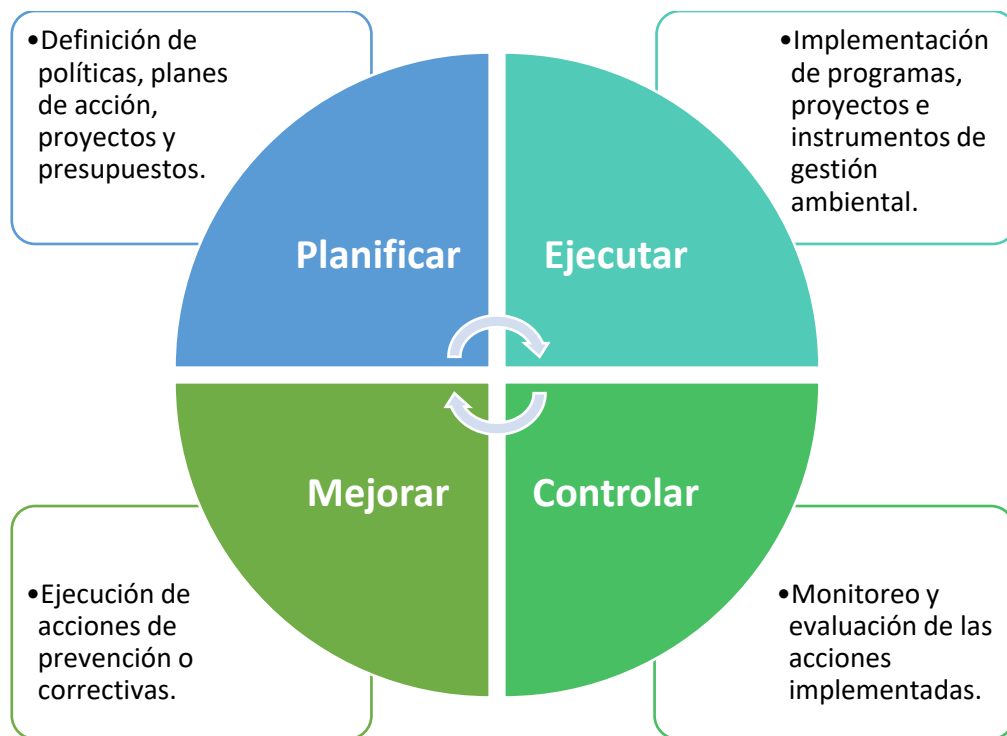 •Definición de
políticas, planes
de acción,
proyectos y
presupuestos.
•Implementación
de programas,
proyectos e
instrumentos de
gestión
ambiental.
Planificar
Ejecutar
Mejorar
Controlar
•Ejecución de
acciones de
prevención o
correctivas.
•Monitoreo y
evaluación de las
acciones
implementadas.